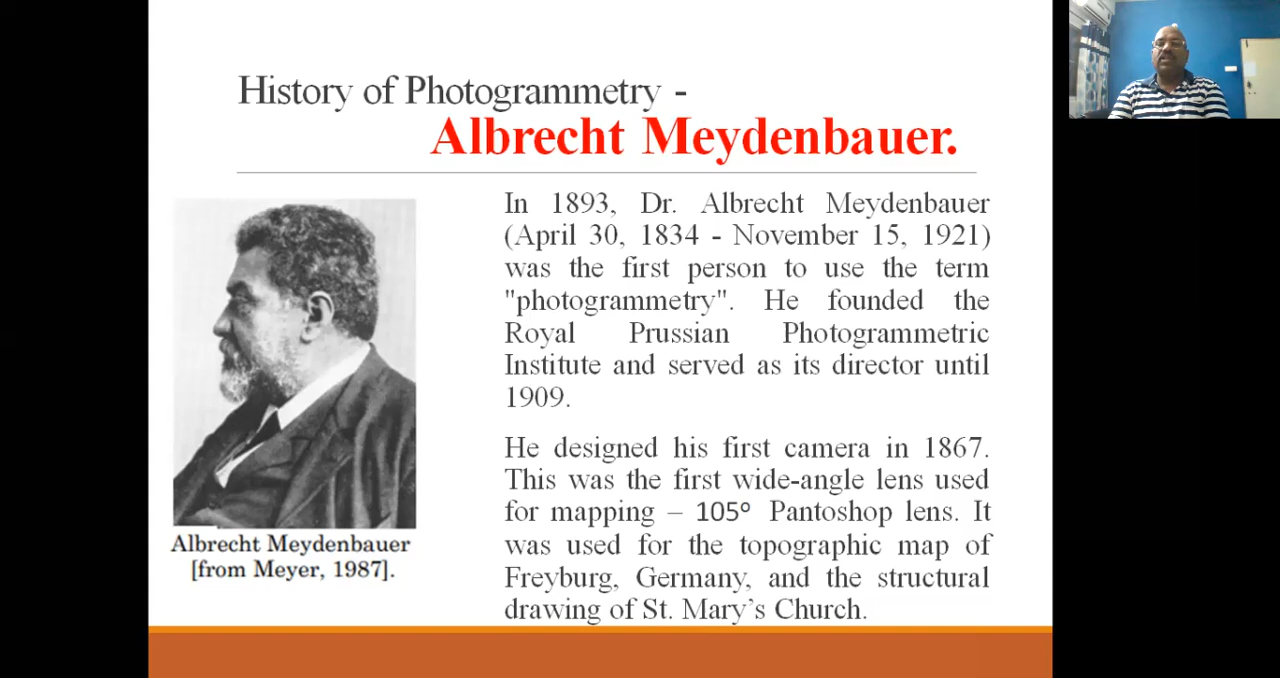 History of Photogrammetry -
Albrecht Meydenbauer.
In 1893, Dr. Albrecht Meydenbauer
(April 30, 1834 - November 15, 1921)
was the first person to use the term
"photogrammetry". He founded the
Royal Prussian Photogrammetric
Institute and served as its director until
1909.
He designed his first camera in 1867.
This was the first wide-angle lens used
for mapping – 105° Pantoshop lens. It
was used for the topographic map of
Freyburg, Germany, and the structural
drawing of St. Mary’s Church.
Albrecht Meydenbauer
[from Meyer, 1987].